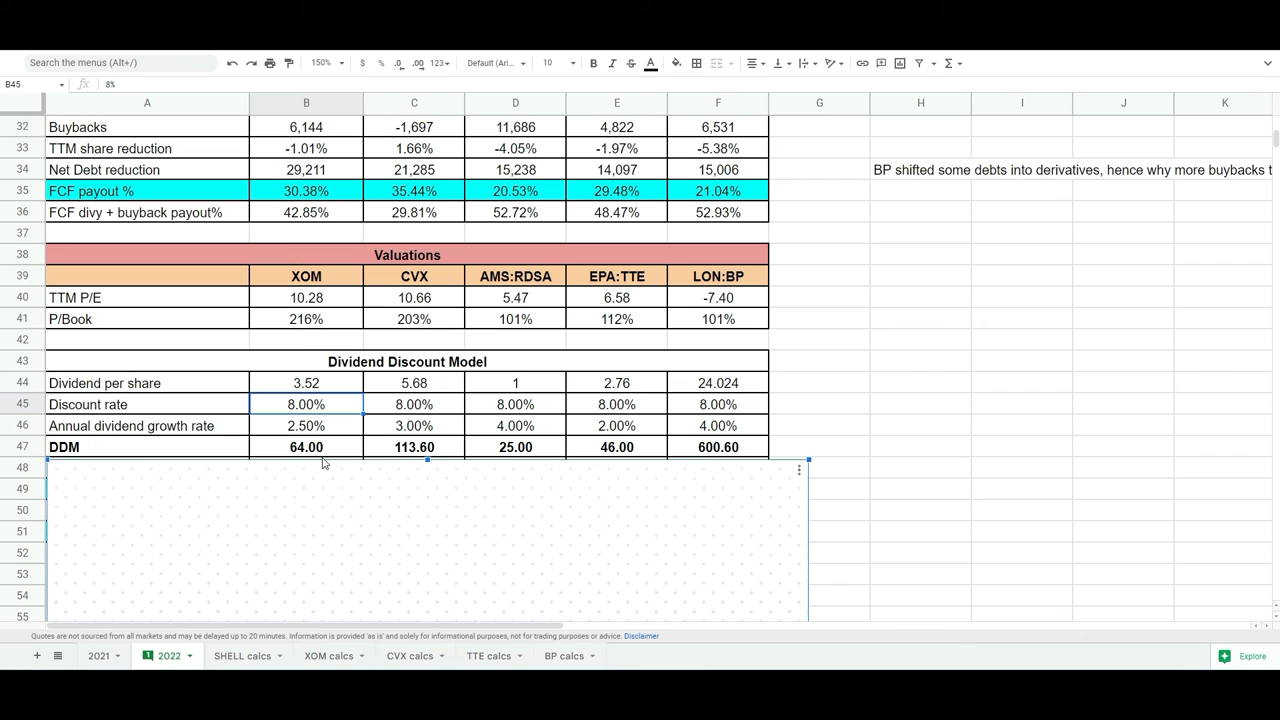 Search the menus (Alt+/)
150%
$ % .0 .00 123
Default (Ari...
10
B I S A
B45
fx 8%
A B C D E F G H I J K
32 Buybacks 6,144 -1,697 11,686 4,822 6,531
33 TTM share reduction -1.01% 1.66% -4.05% -1.97% -5.38%
34 Net Debt reduction 29,211 21,285 15,238 14,097 15,006 BP shifted some debts into derivatives, hence why more buybacks t
35 FCF payout % 30.38% 35.44% 20.53% 29.48% 21.04%
36 FCF divy + buyback payout% 42.85% 29.81% 52.72% 48.47% 52.93%
37
38 Valuations
39 XOM CVX AMS:RDSA EPA:TTE LON:BP
40 TTM P/E 10.28 10.66 5.47 6.58 -7.40
41 P/Book 216% 203% 101% 112% 101%
42
43 Dividend Discount Model
44 Dividend per share 3.52 5.68 1 2.76 24.024
45 Discount rate 8.00% 8.00% 8.00% 8.00% 8.00%
46 Annual dividend growth rate 2.50% 3.00% 4.00% 2.00% 4.00%
47 DDM 64.00 113.60 25.00 46.00 600.60
48
49
50
51
52
53
54
55
Quotes are not sourced from all markets and may be delayed up to 20 minutes. Information is provided 'as is' and solely for informational purposes, not for trading purposes or advice. Disclaimer
2021 1 2022 SHELL calcs XOM calcs CVX calcs TTE calcs BP calcs Explore